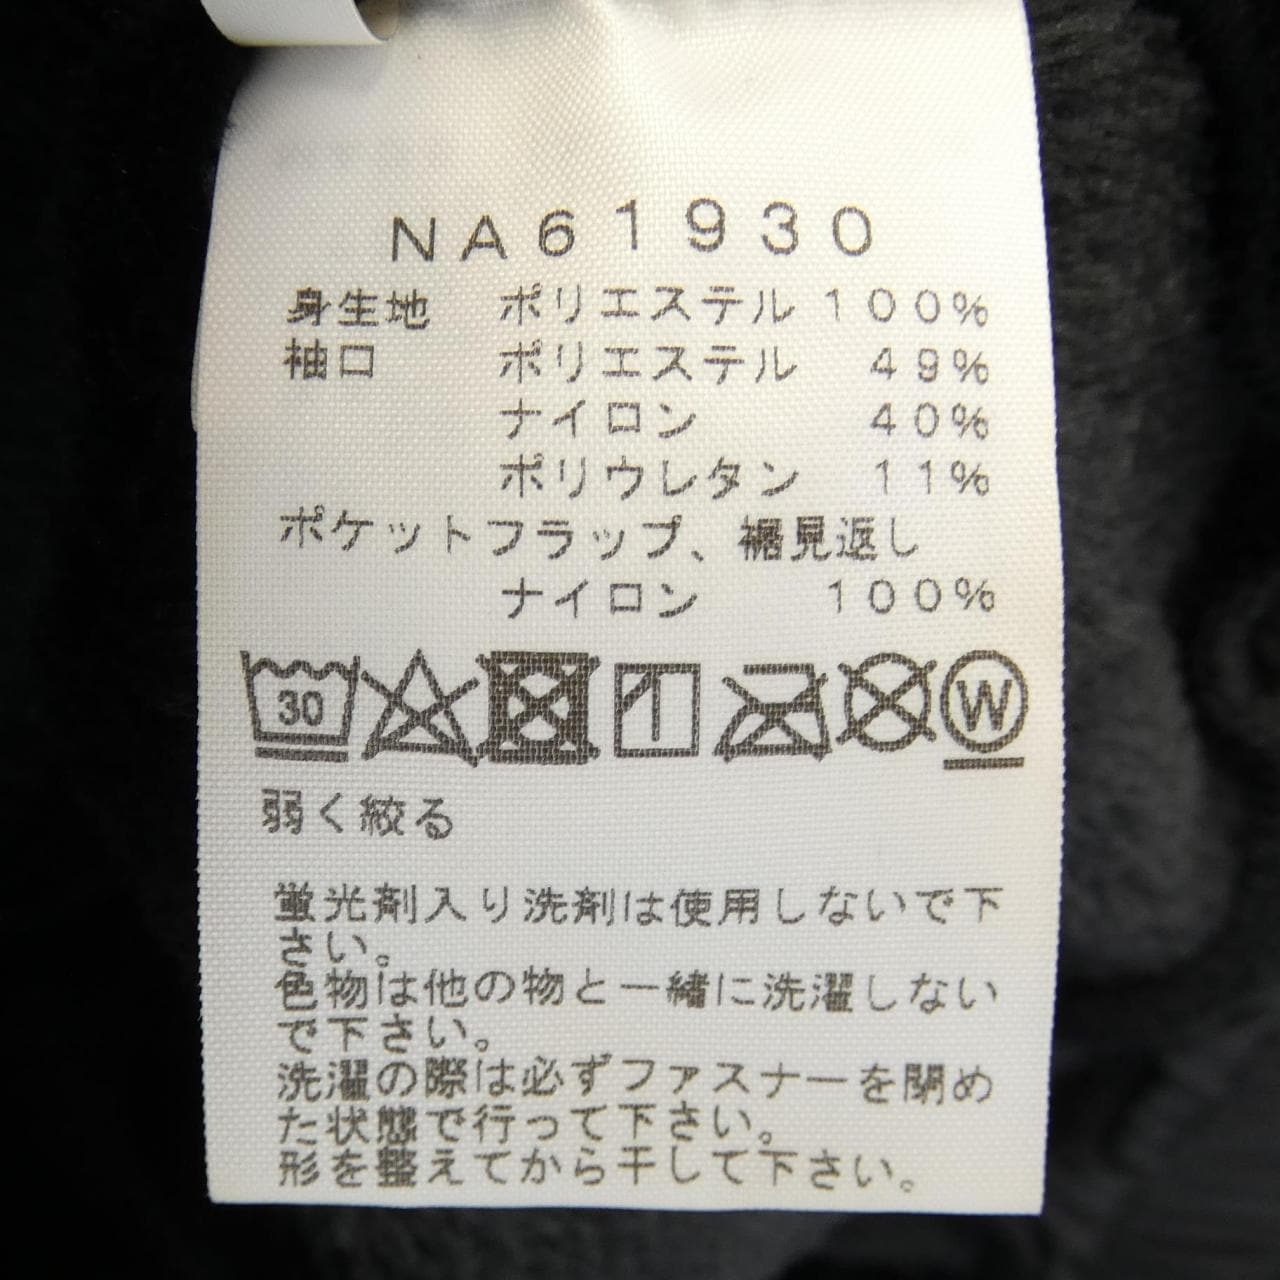 NA61930
身生地 ポリエステル 100%
袖口 ポリエステル 49%
ナイロン 40%
ポリウレタン 11%
ポケットフラップ、裾見返し
ナイロン 100%
30 W
弱く絞る
蛍光剤入り洗剤は使用しないで下
さい。
色物は他の物と一緒に洗濯しない
で下さい。
洗濯の際は必ずファスナーを閉め
た状態で行って下さい。
形を整えてから干して下さい。